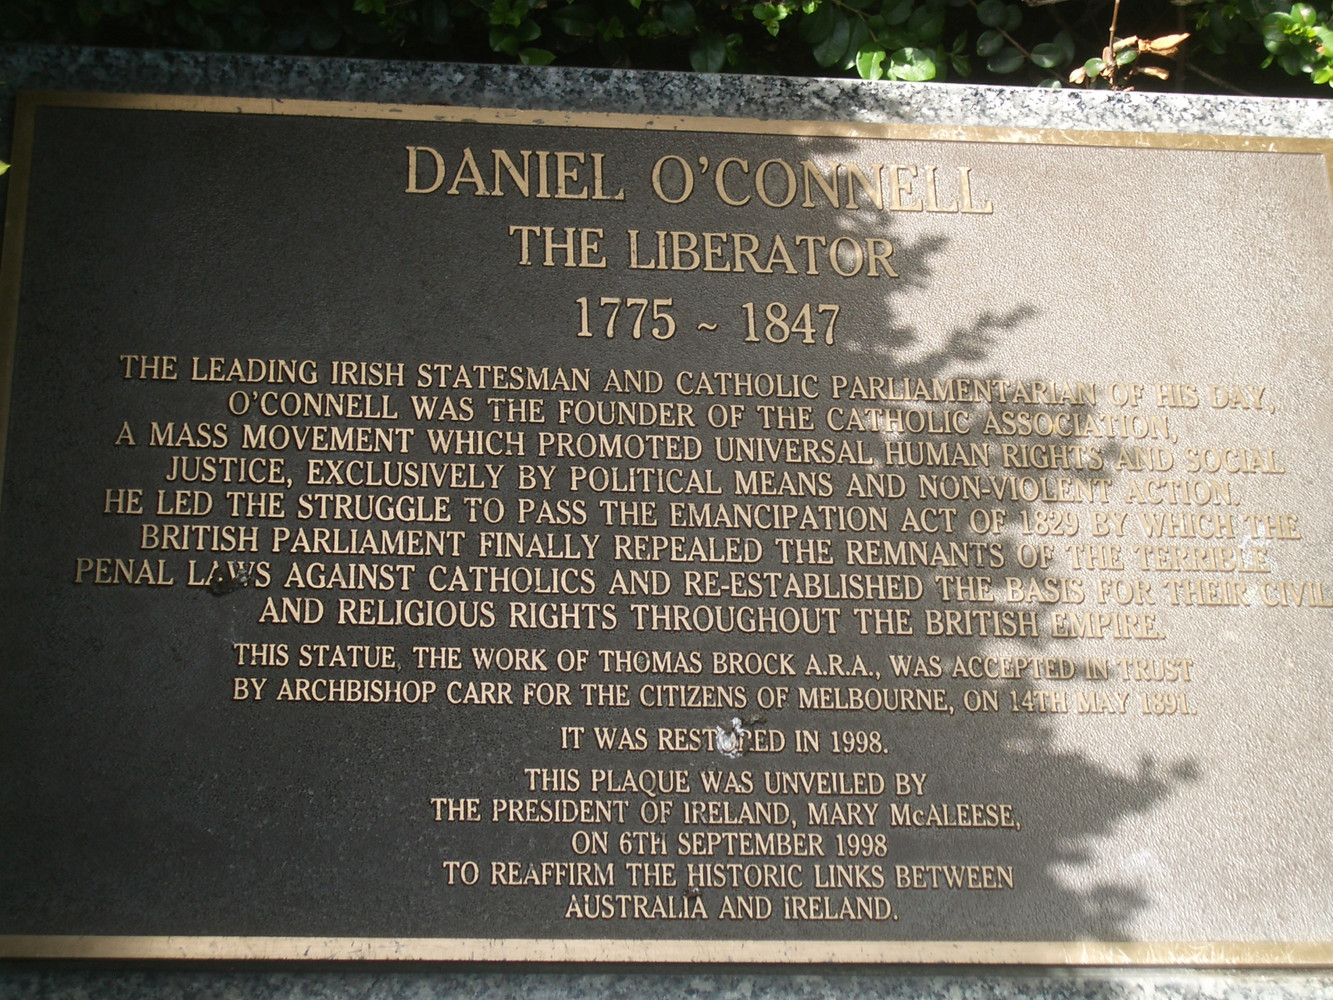 DANIEL O'CONNELL
THE LIBERATOR
1775 ~ 1847
THE LEADING IRISH STATESMAN AND CATHOLIC PARLIAMENTARIAN OF HIS DAY,
O'CONNELL WAS THE FOUNDER OF THE CATHOLIC ASSOCIATION,
A MASS MOVEMENT WHICH PROMOTED UNIVERSAL HUMAN RIGHTS AND SOCIAL
JUSTICE, EXCLUSIVELY BY POLITICAL MEANS AND NON-VIOLENT ACTION.
HE LED THE STRUGGLE TO PASS THE EMANCIPATION ACT OF 1829 BY WHICH THE
BRITISH PARLIAMENT FINALLY REPEALED THE REMNANTS OF THE TERRIBLE
PENAL LAWS AGAINST CATHOLICS AND RE-ESTABLISHED THE BASIS FOR THEIR CIVIL
AND RELIGIOUS RIGHTS THROUGHOUT THE BRITISH EMPIRE.
THIS STATUE, THE WORK OF THOMAS BROCK A.R.A., WAS ACCEPTED IN TRUST
BY ARCHBISHOP CARR FOR THE CITIZENS OF MELBOURNE, ON 14TH MAY 1891.
IT WAS RESTORED IN 1998.
THIS PLAQUE WAS UNVEILED BY
THE PRESIDENT OF IRELAND, MARY McALEESE,
ON 6TH SEPTEMBER 1998
TO REAFFIRM THE HISTORIC LINKS BETWEEN
AUSTRALIA AND IRELAND.